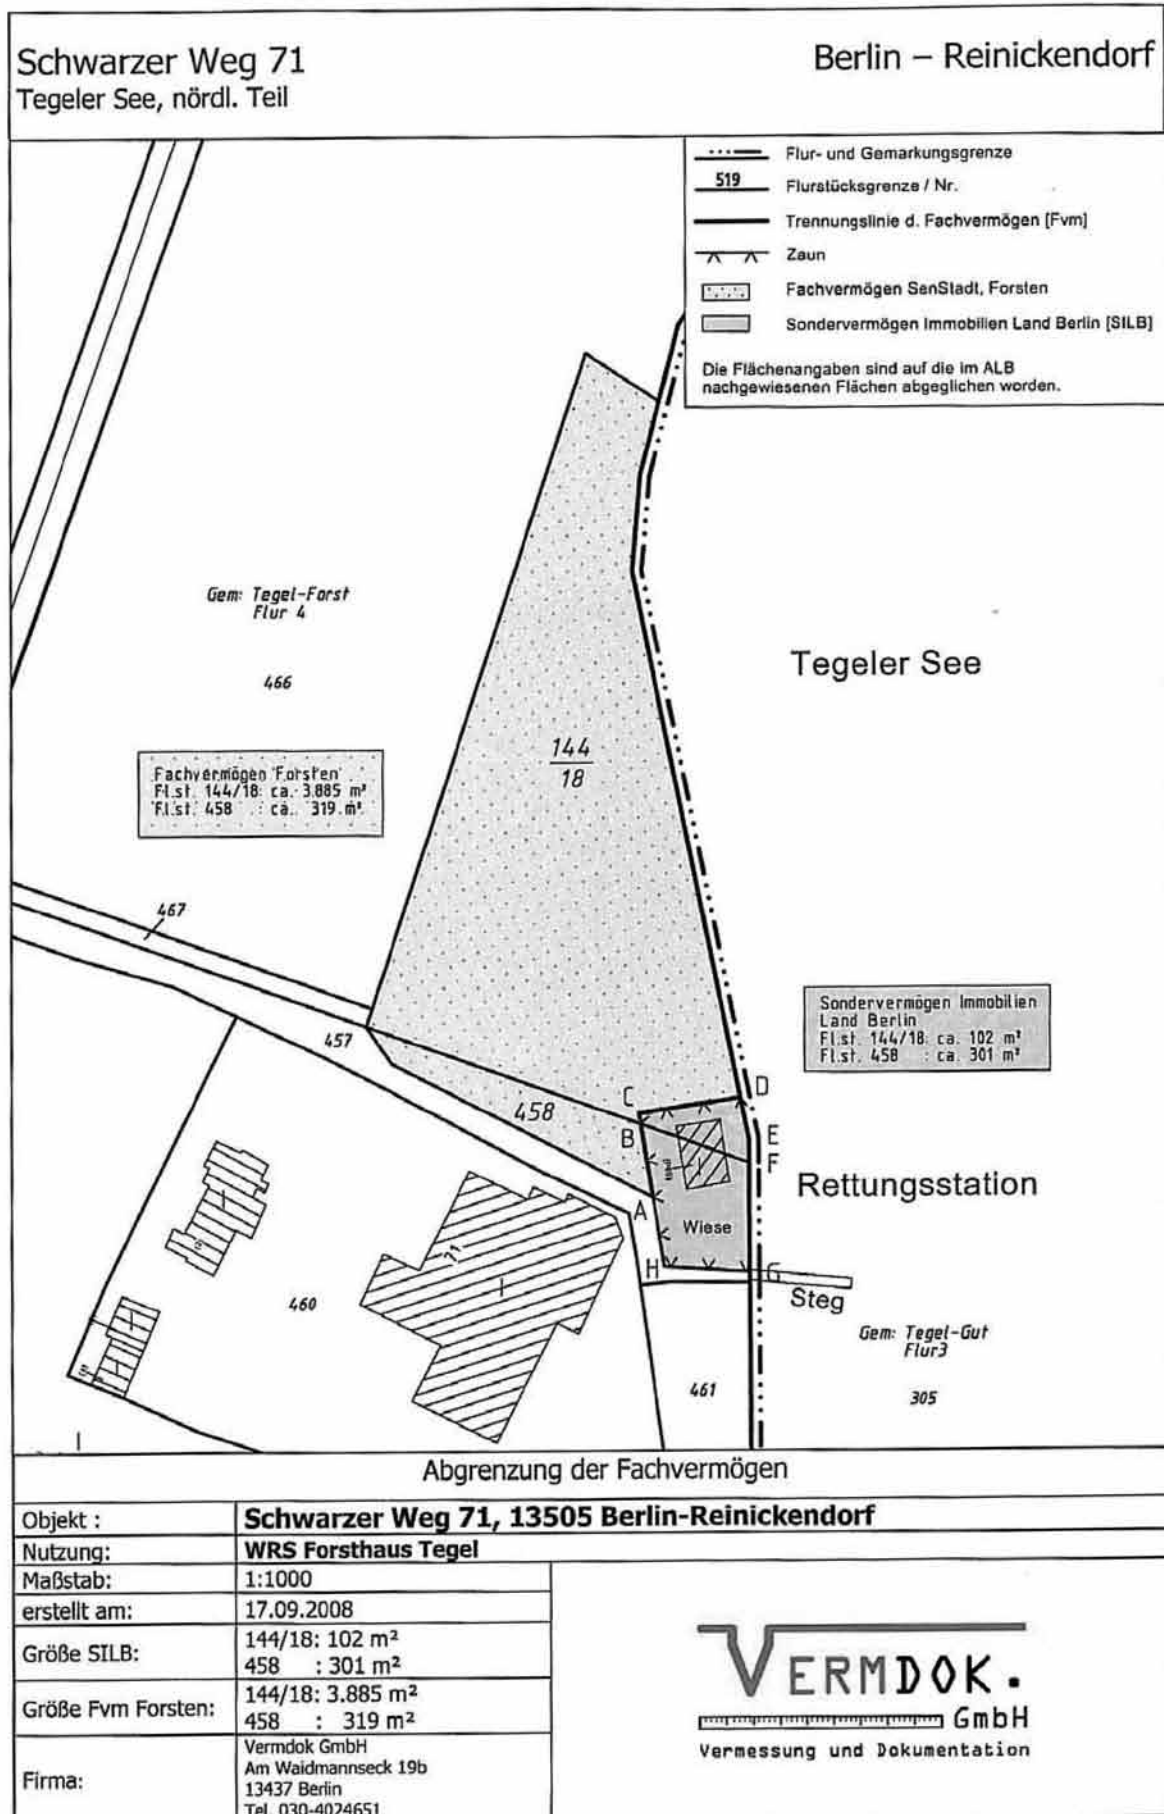 Schwarzer Weg 71
Tegeler See, nördl. Teil
Berlin – Reinickendorf
Flur- und Gemarkungsgrenze
519 Flurstücksgrenze / Nr.
Trennungslinie d. Fachvermögen [Fvm]
Zaun
Fachvermögen SenStadt, Forsten
Sondervermögen Immobilien Land Berlin [SILB]
Die Flächenangaben sind auf die im ALB
nachgewiesenen Flächen abgeglichen worden.
Gem: Tegel-Forst
Flur 4
466
Tegeler See
144
18
Fachvermögen Forsten
Fl.st. 144/18: ca. 3.885 m²
Fl.st. 458 : ca. 319 m²
467
457
458
Sondervermögen Immobilien
Land Berlin
Fl.st. 144/18: ca. 102 m²
Fl.st. 458 : ca. 301 m²
C
D
B
E
F
A
Rettungsstation
Wiese
H
G
Steg
71
I
460
461
Gem: Tegel-Gut
Flur3
305
Abgrenzung der Fachvermögen
Objekt : Schwarzer Weg 71, 13505 Berlin-Reinickendorf
Nutzung: WRS Forsthaus Tegel
Maßstab: 1:1000
erstellt am: 17.09.2008
Größe SILB: 144/18: 102 m²
458 : 301 m²
Größe Fvm Forsten: 144/18: 3.885 m²
458 : 319 m²
Firma: Vermdok GmbH
Am Waidmannseck 19b
13437 Berlin
Tel. 030-4024651
VERMDOK.
GmbH
Vermessung und Dokumentation